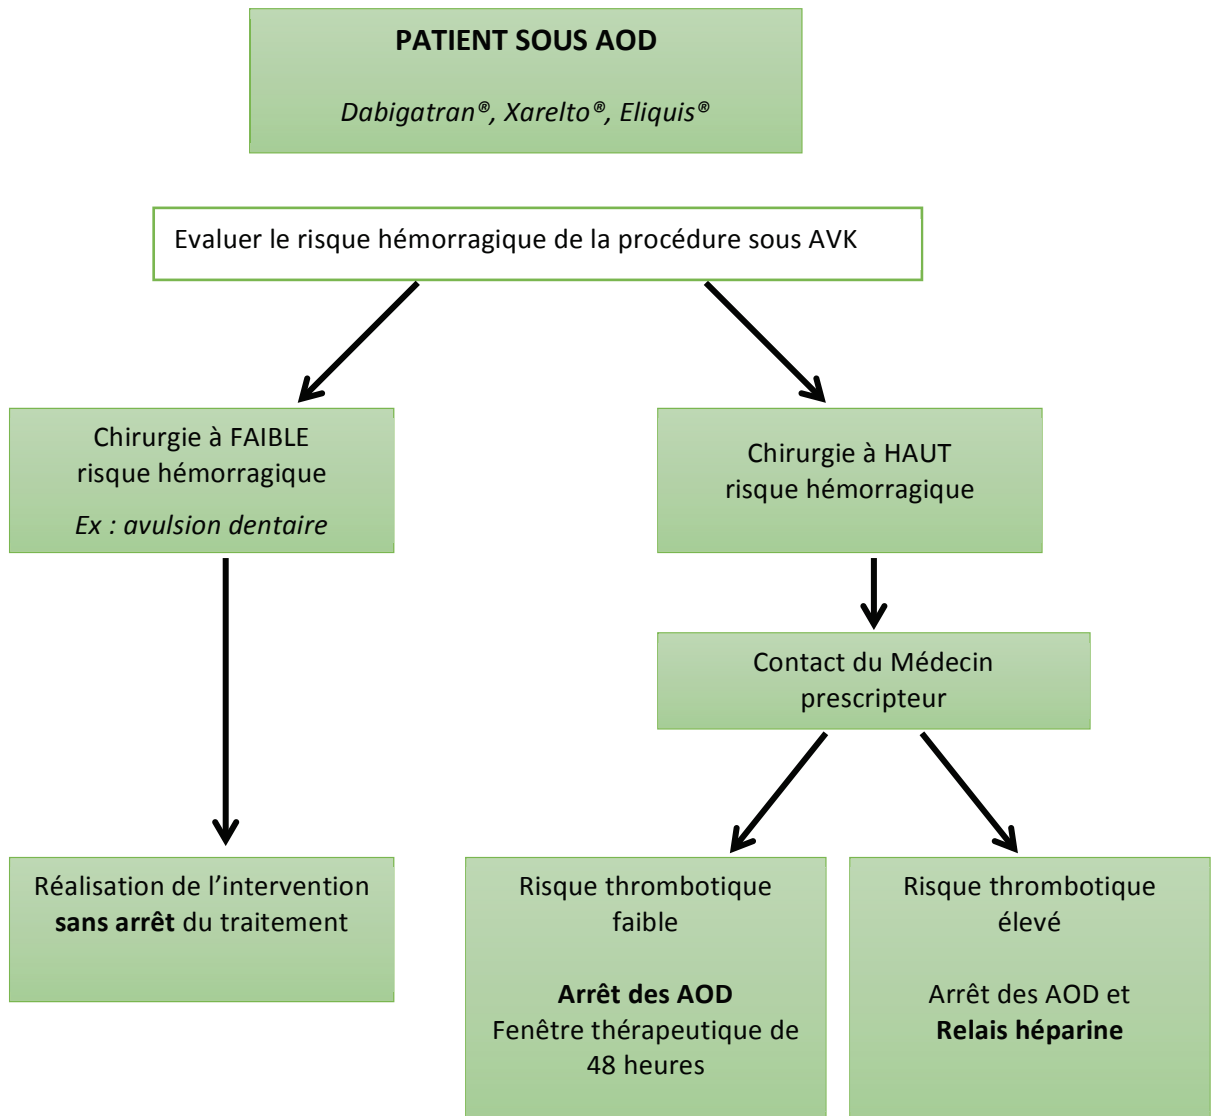 PATIENT SOUS AOD
Dabigatran®, Xarelto®, Eliquis®
Evaluer le risque hémorragique de la procédure sous AVK
Chirurgie à FAIBLE
risque hémorragique
Ex : avulsion dentaire
Chirurgie à HAUT
risque hémorragique
Contact du Médecin
prescripteur
Réalisation de l’intervention
sans arrêt du traitement
Risque thrombotique
faible
Arrêt des AOD
Fenêtre thérapeutique de
48 heures
Risque thrombotique
élevé
Arrêt des AOD et
Relais héparine